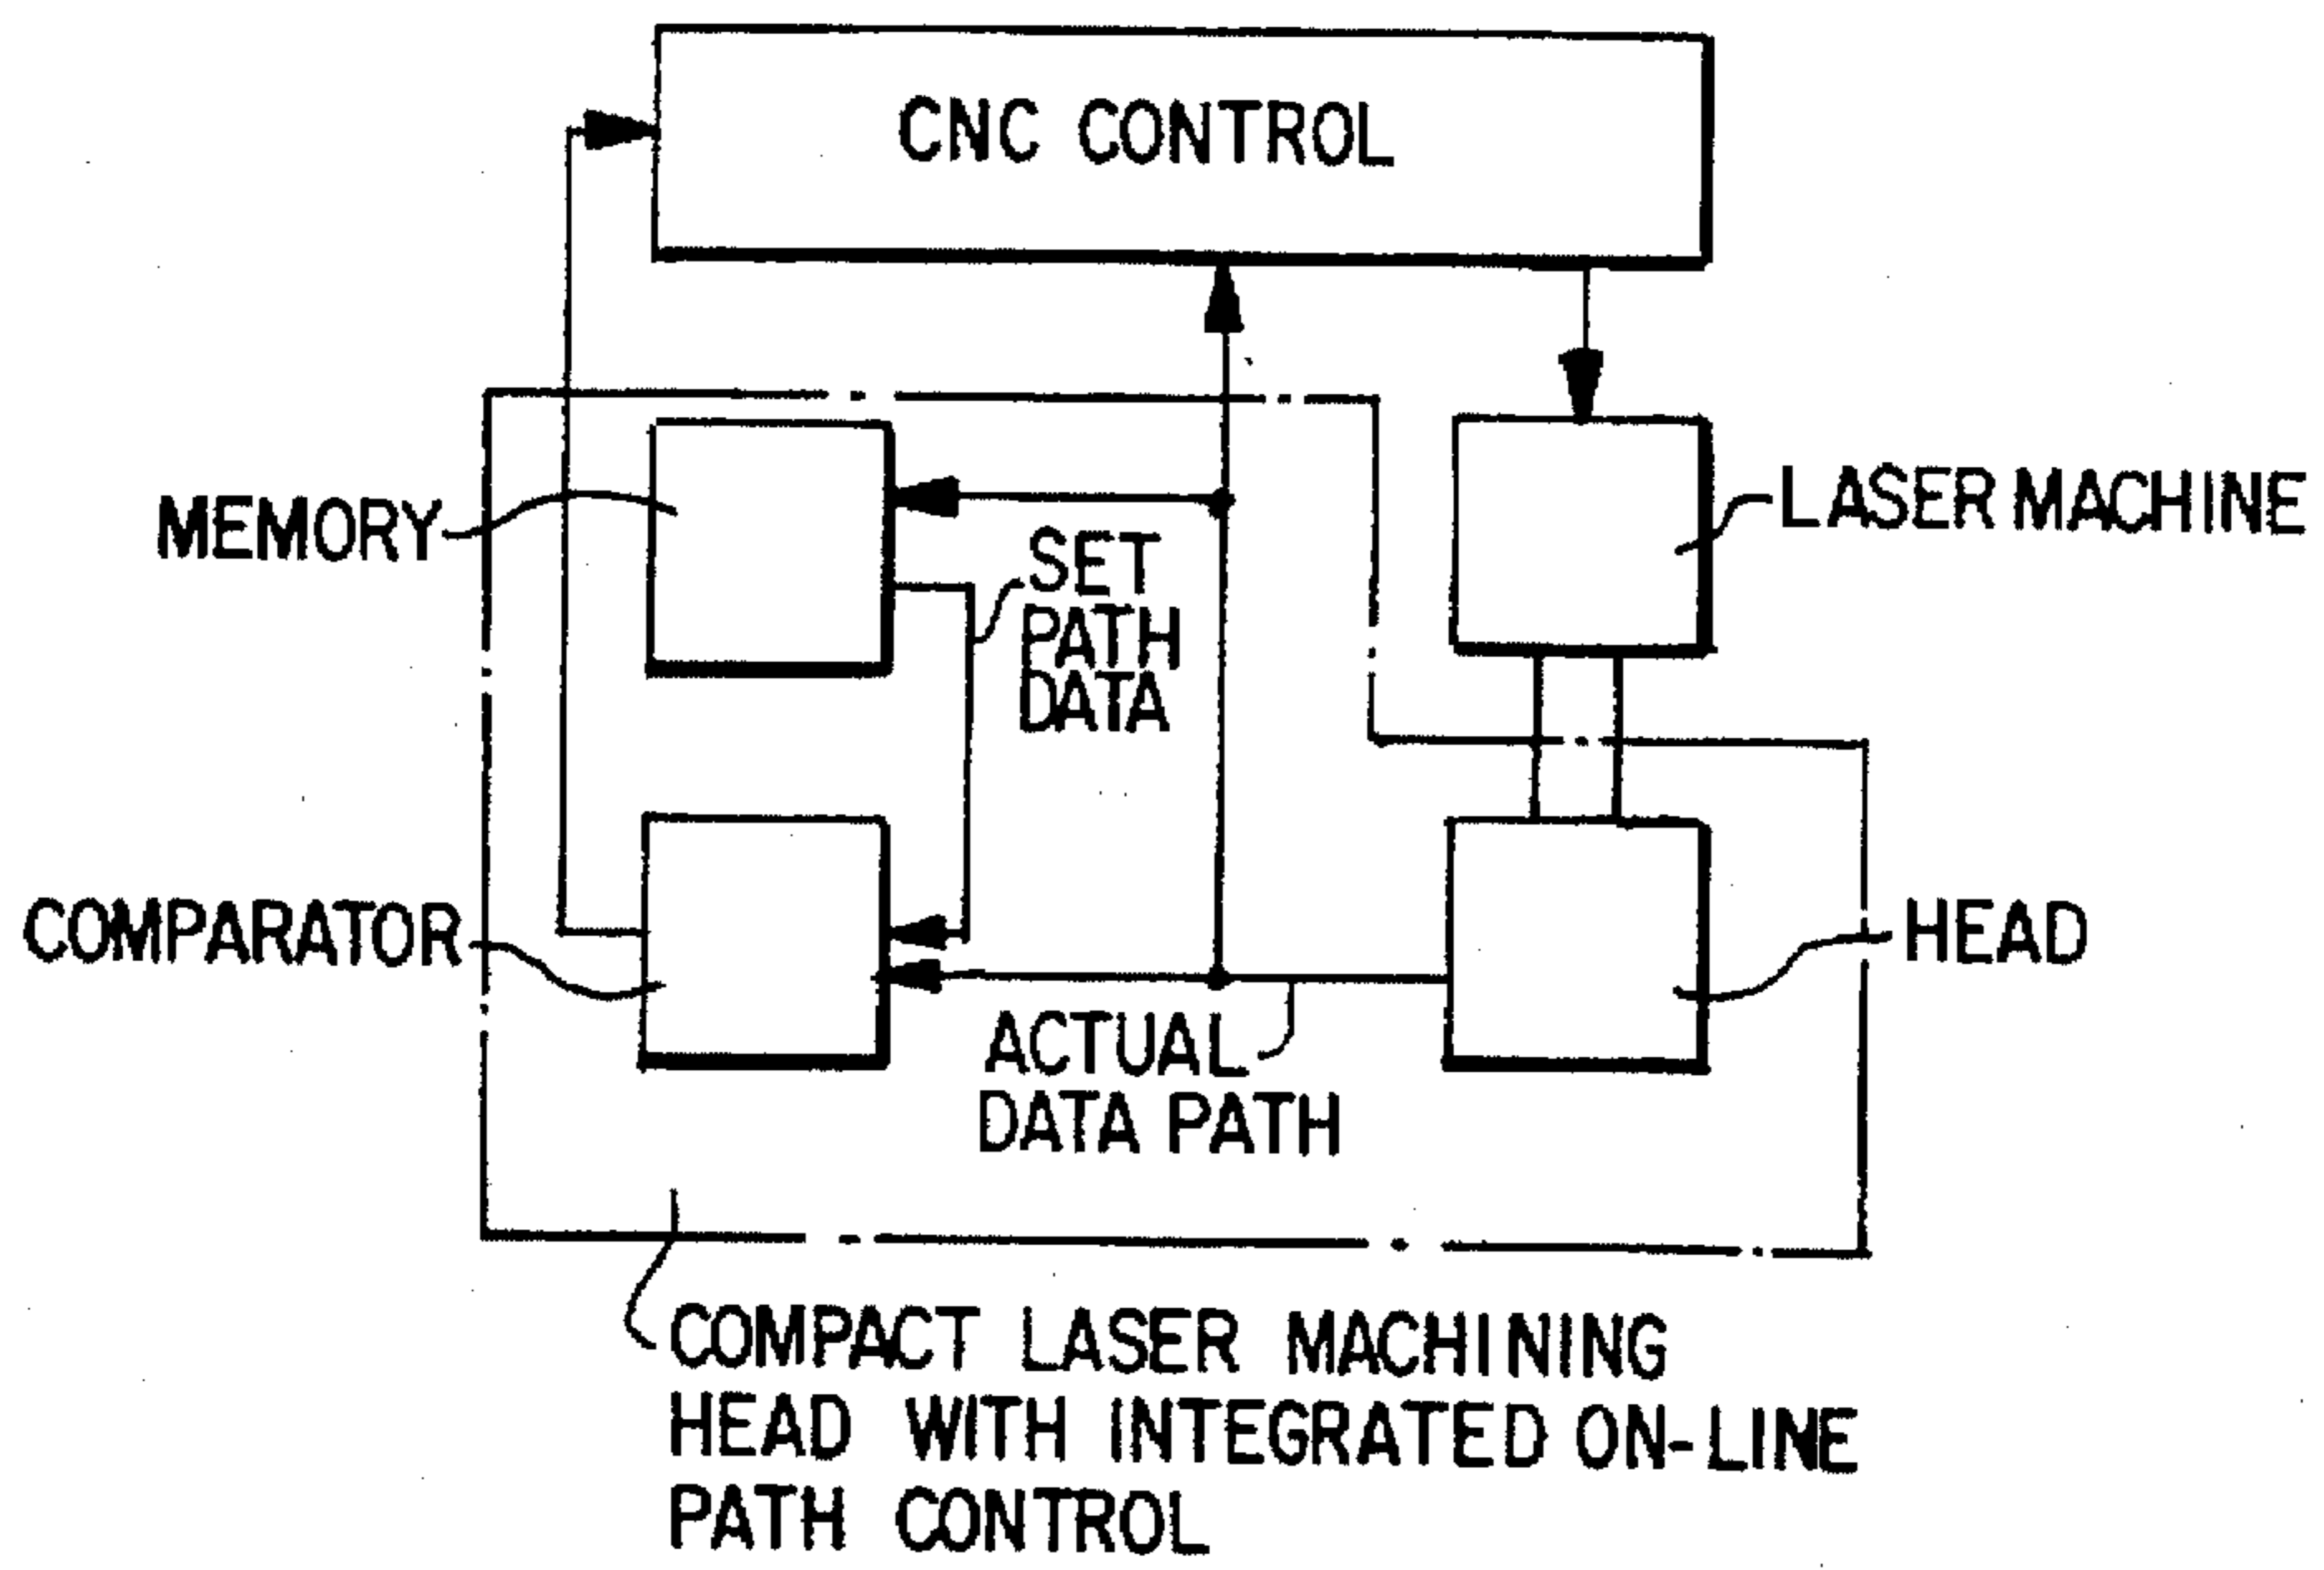 CNC CONTROL
MEMORY
LASER MACHINE
SET
PATH
DATA
COMPARATOR
HEAD
ACTUAL
DATA PATH
COMPACT LASER MACHINING
HEAD WITH INTEGRATED ON-LINE
PATH CONTROL